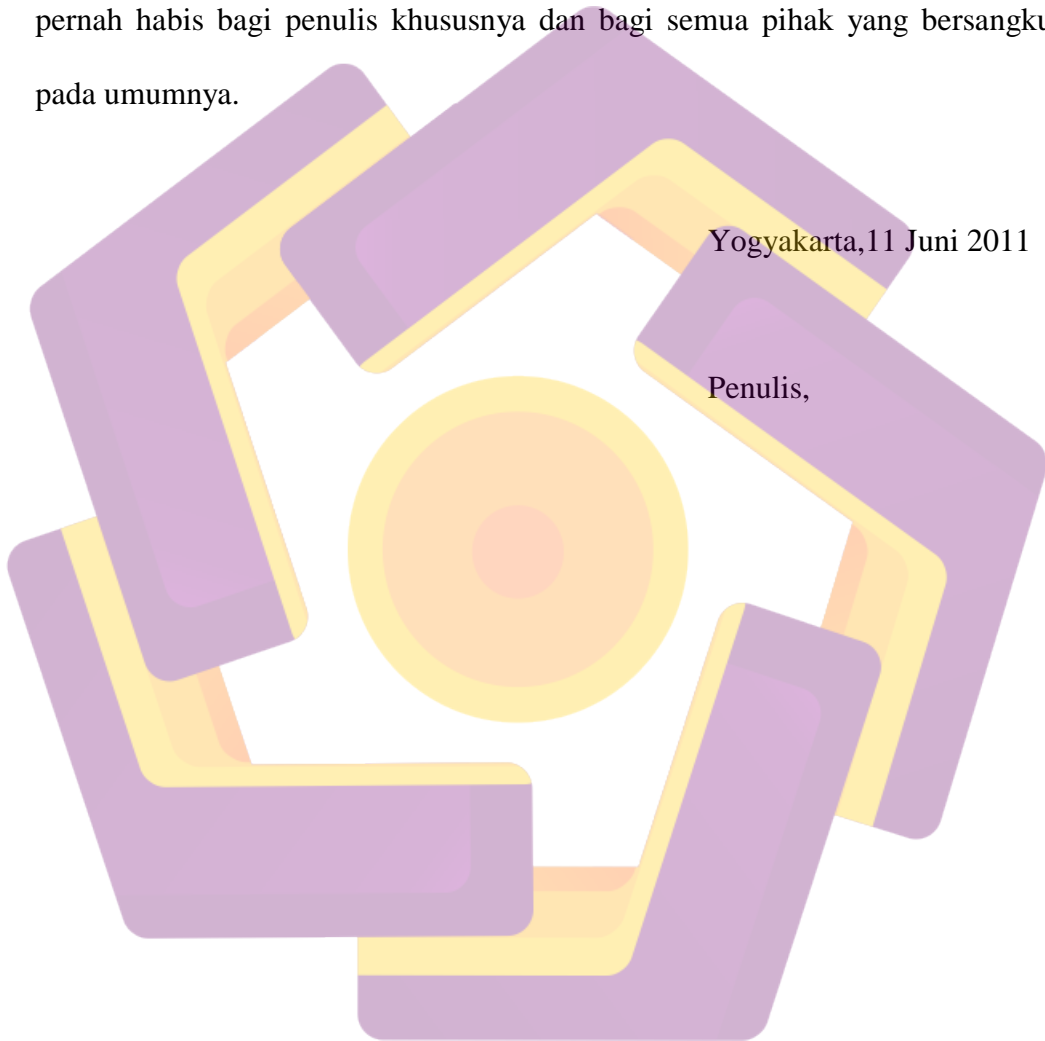 pernah habis bagi penulis khususnya dan bagi semua pihak yang bersangku
pada umumnya.
Yogyakarta,11 Juni 2011
Penulis,